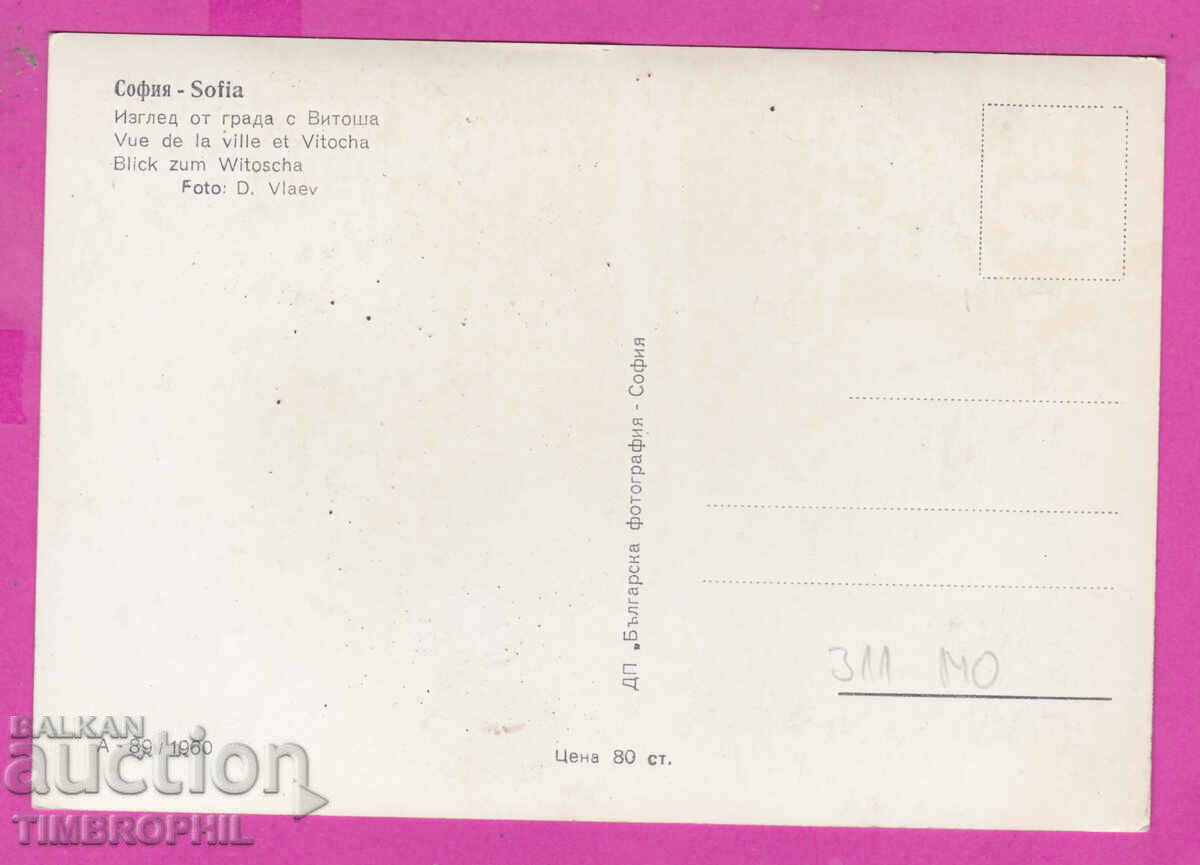 София - Sofia
Изглед от града с Витоша
Vue de la ville et Vitocha
Blick zum Witoscha
Foto: D. Vlaev
ДП „Българска фотография - София
311 МО
А - 89/1960
Цена 80 ст.
BALKAN
auction
TIMBROPHIL